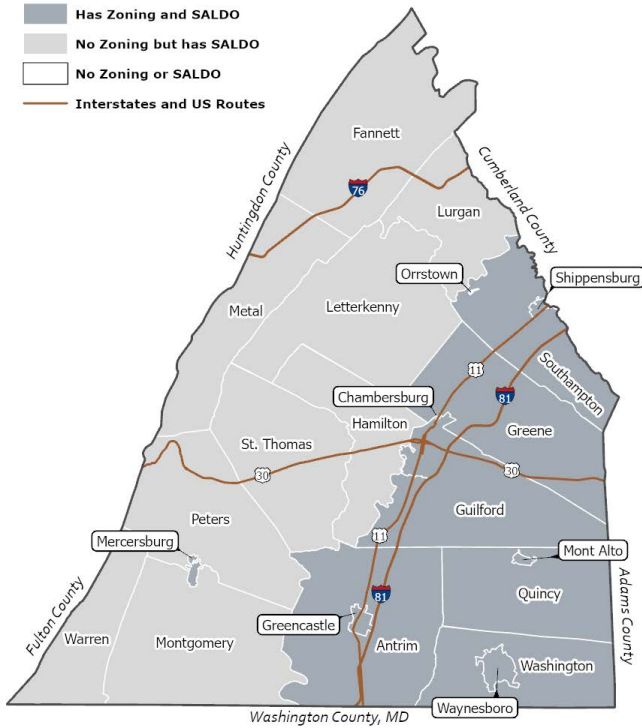 Has Zoning and SALDO
No Zoning but has SALDO
No Zoning or SALDO
Interstates and US Routes
Fannett
76
Huntingdon County
Cumberland County
Lurgan
Orrstown
Shippensburg
Metal
Letterkenny
11
Southampton
81
Chambersburg
Hamilton
Greene
St. Thomas
30
30
Peters
Guilford
11
Mercersburg
Mont Alto
Adams County
Fulton County
81
Quincy
Greencastle
Warren
Montgomery
Antrim
Washington
Waynesboro
Washington County, MD